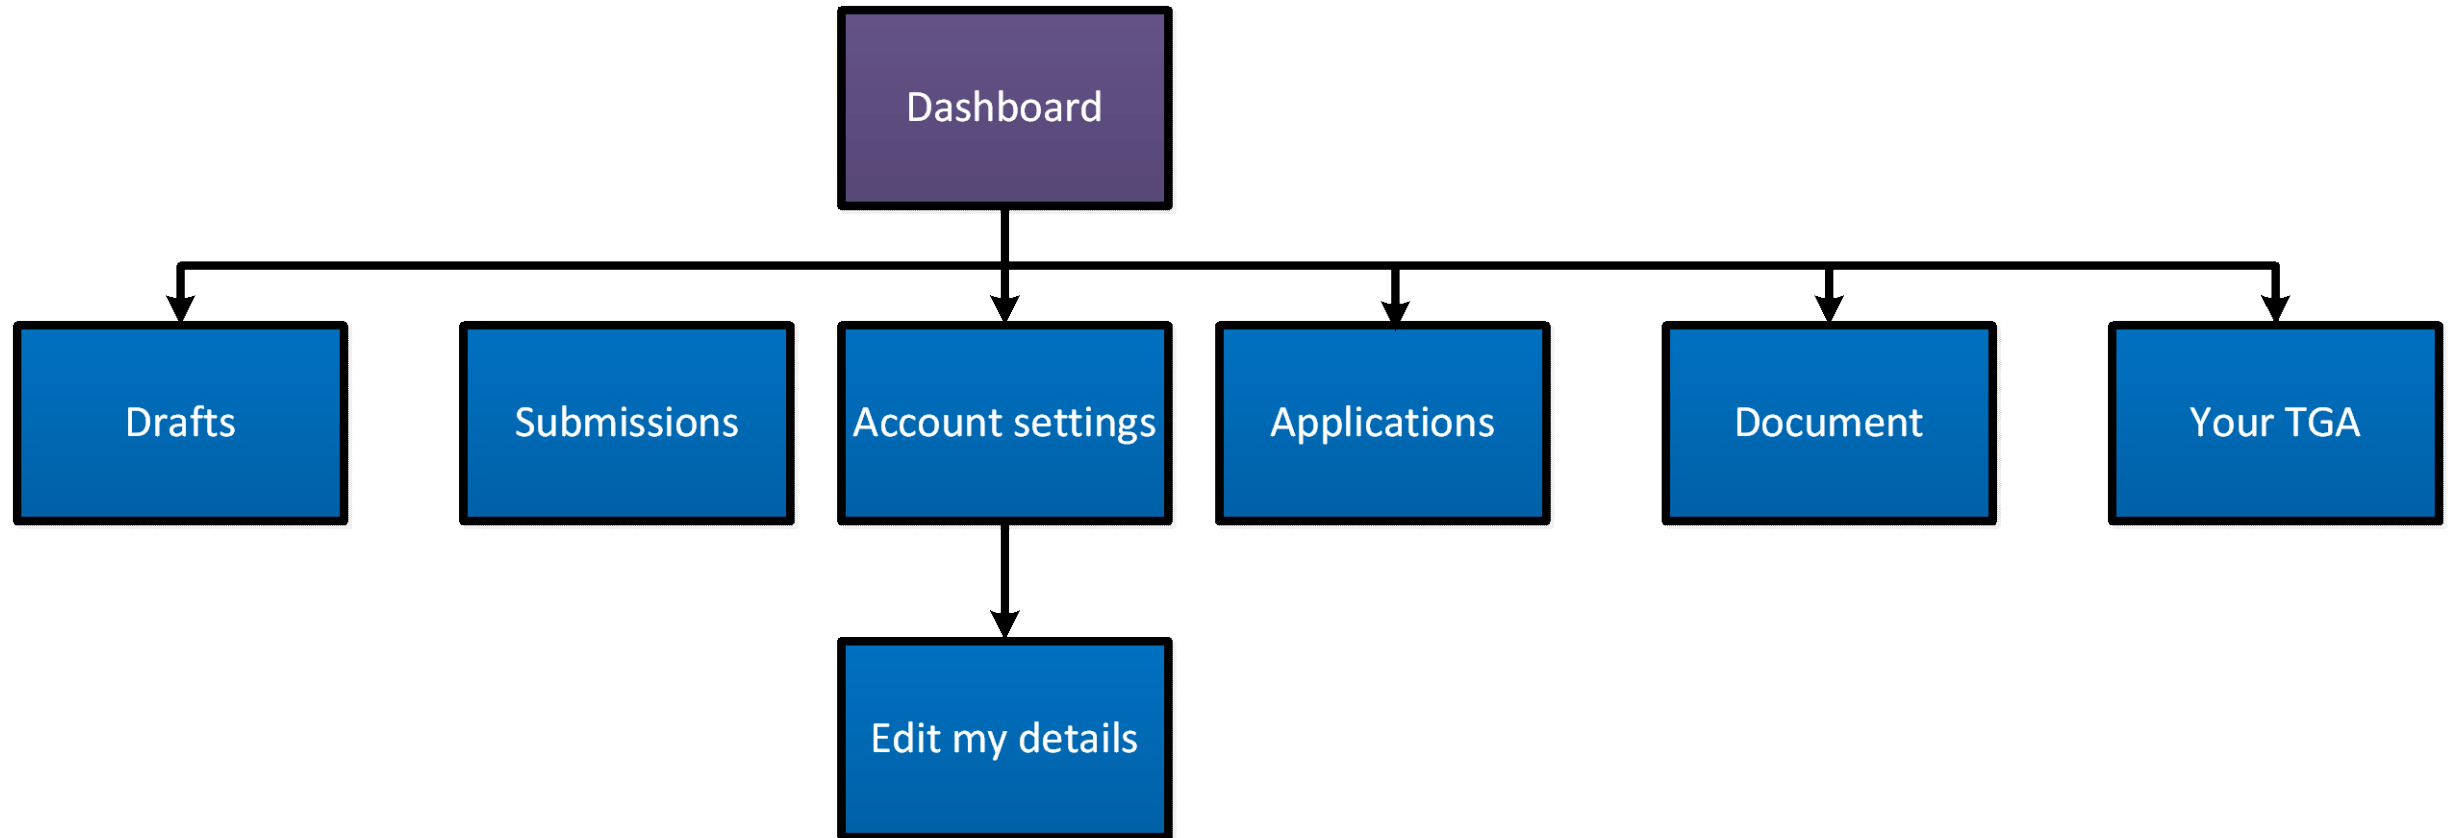 Dashboard
Drafts
Submissions
Account settings
Applications
Document
Your TGA
Edit my details